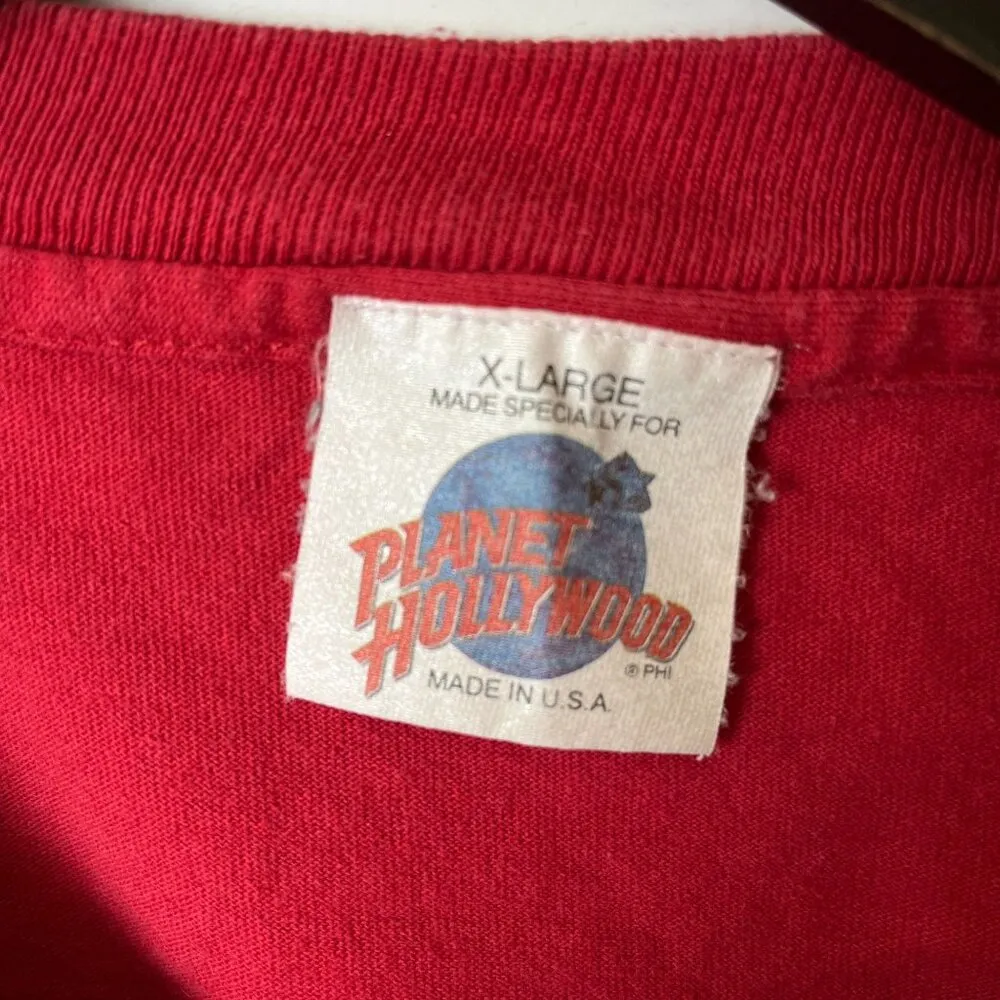 X-LARGE
MADE SPECIALLY FOR
PLANET
HOLLYWOOD
® PHI
MADE IN U.S.A.